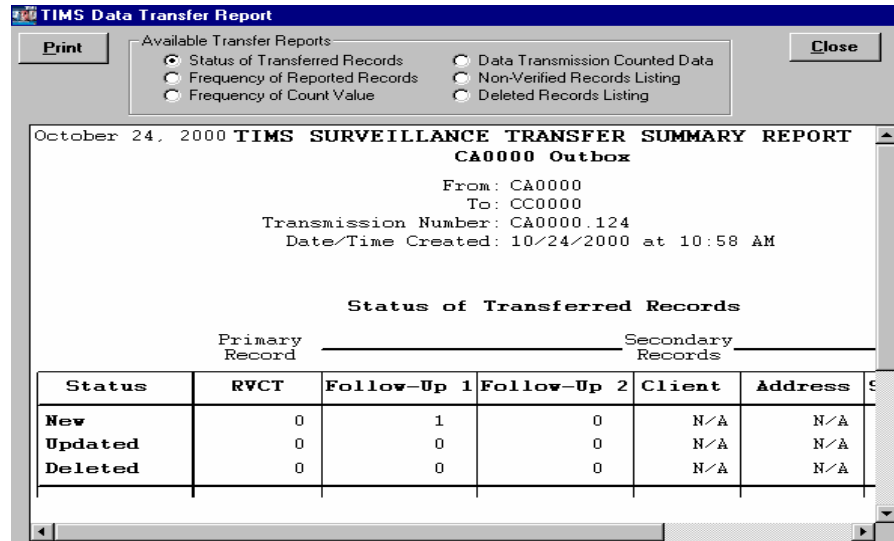 TIMS Data Transfer Report
Print
Available Transfer Reports
Status of Transferred Records
Data Transmission Counted Data
Frequency of Reported Records
Non-Verified Records Listing
Frequency of Count Value
Deleted Records Listing
Close
October 24, 2000 TIMS SURVEILLANCE TRANSFER SUMMARY REPORT
CA0000 Outbox
From: CA0000
To: CC0000
Transmission Number: CA0000.124
Date/Time Created: 10/24/2000 at 10:58 AM
Status of Transferred Records
Primary Record
Secondary Records
Status RVCT Follow-Up 1 Follow-Up 2 Client Address S
New 0 1 0 N/A N/A
Updated 0 0 0 N/A N/A
Deleted 0 0 0 N/A N/A